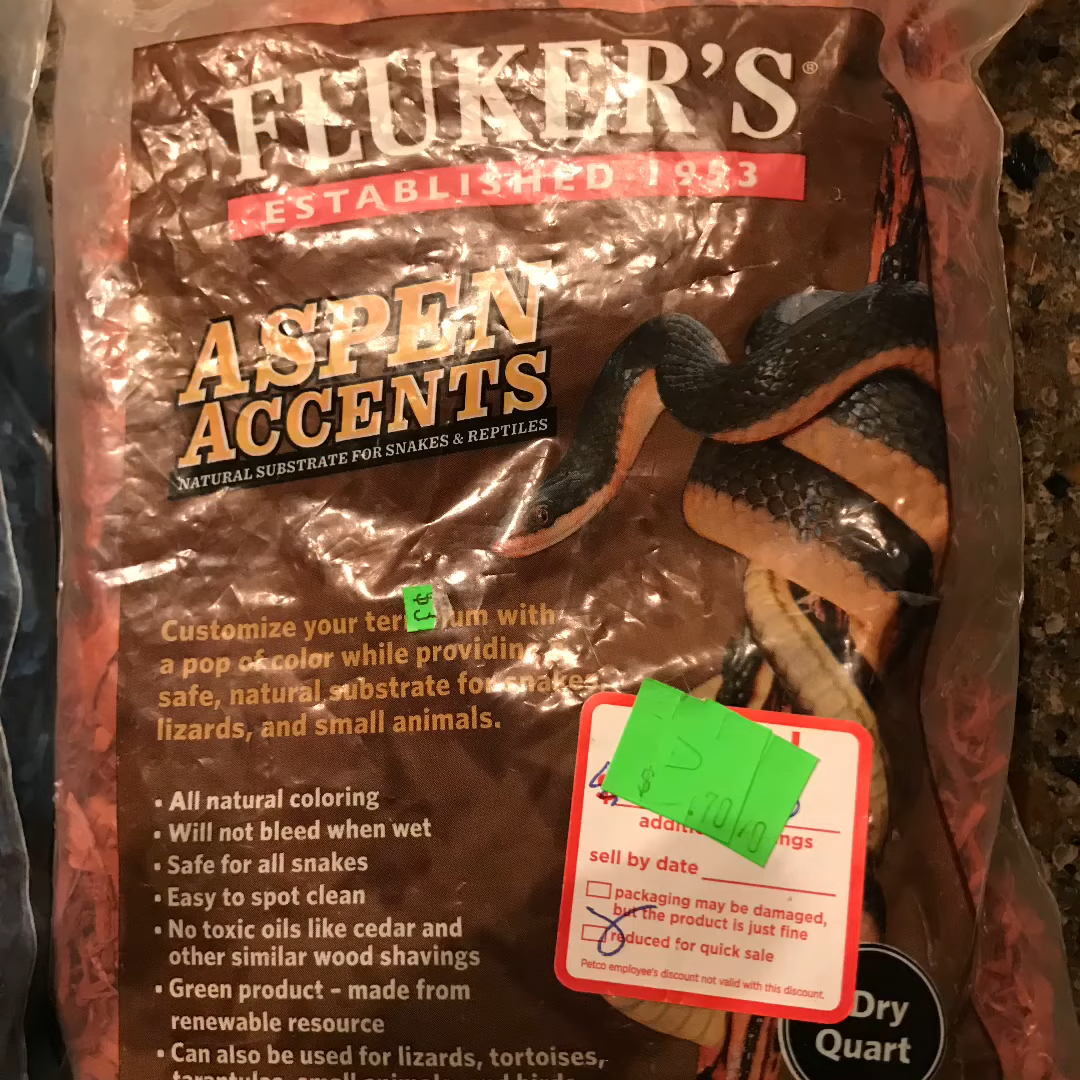 FLUKER'S®
ESTABLISHED 1953
ASPEN
ACCENTS
NATURAL SUBSTRATE FOR SNAKES & REPTILES
$3
Customize your um with
a pop of color while providing
safe, natural substrate for snakes
lizards, and small animals.
• All natural coloring
• Will not bleed when wet
• Safe for all snakes
• Easy to spot clean
• No toxic oils like cedar and
other similar wood shavings
• Green product – made from
renewable resource
• Can also be used for lizards, tortoises,
$ .70
sell by date
packaging may be damaged,
but the product is just fine
reduced for quick sale
Petco employee's discount not valid with this discount.
Dry
Quart